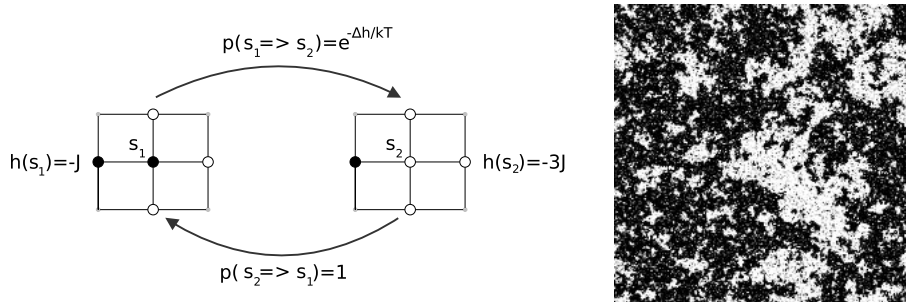 p(s₁=> s₂)=e^-Δh/kT
s₁
s₂
h(s₁)=-J
h(s₂)=-3J
p( s₂=> s₁)=1